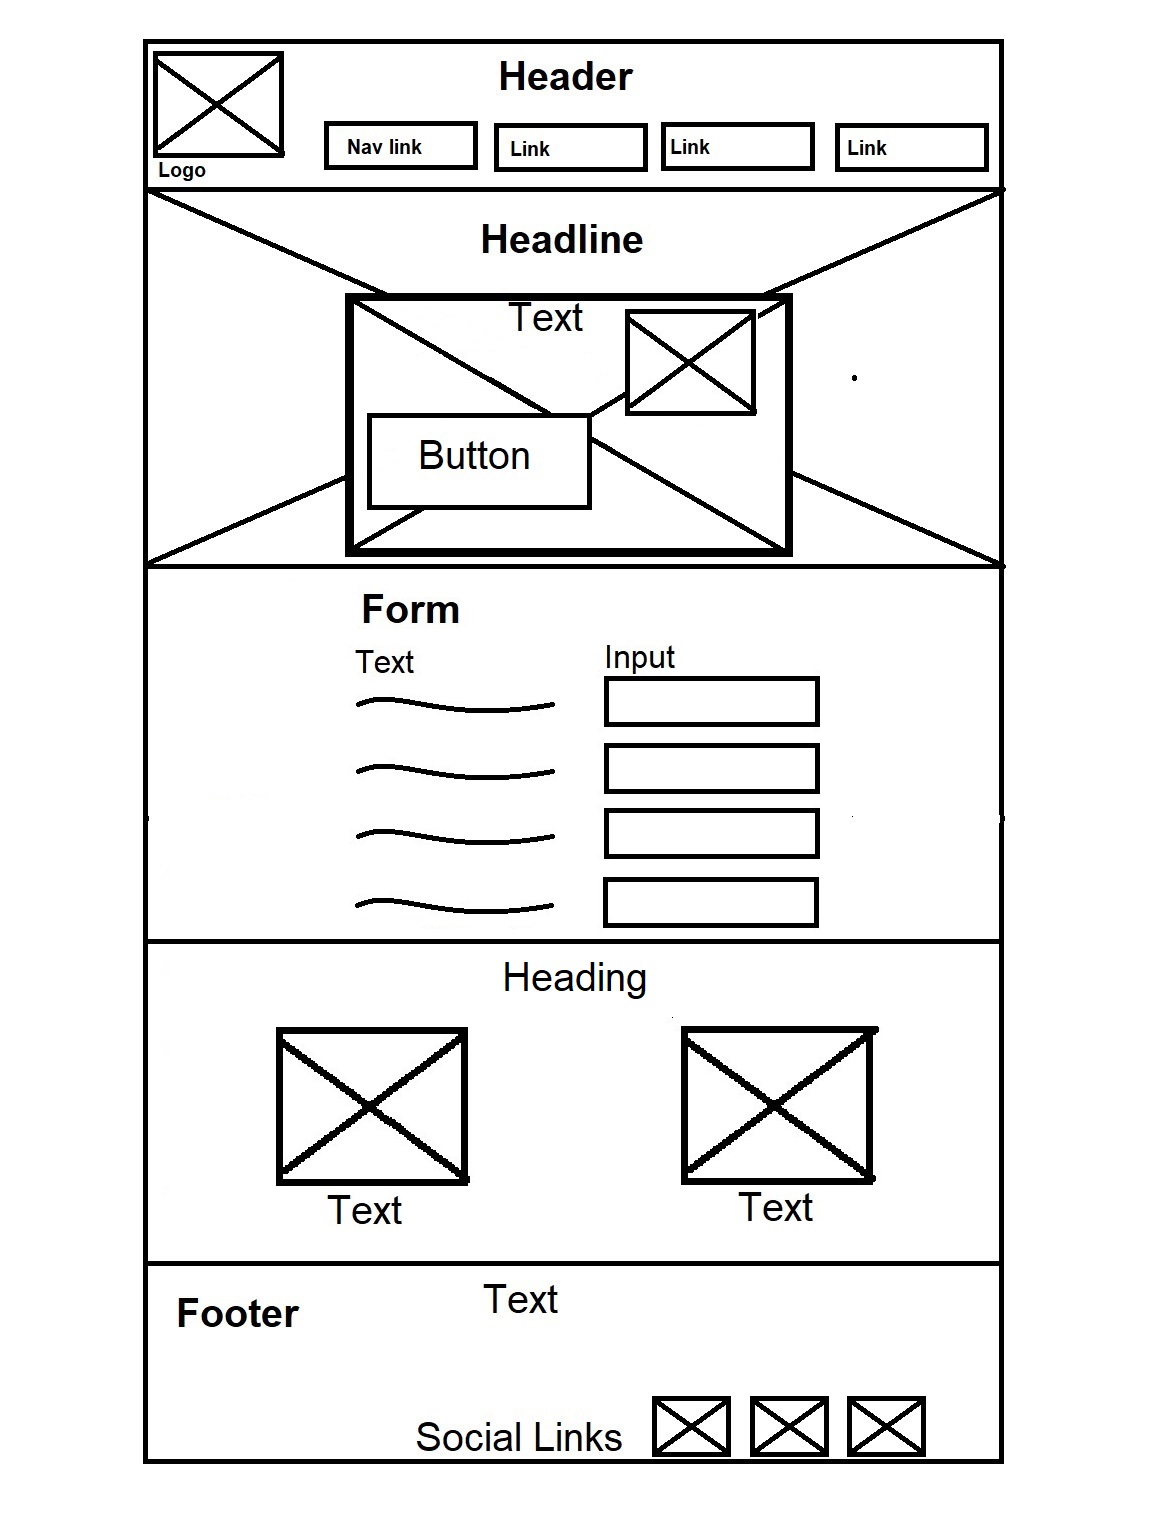 Header
Logo
Nav link
Link
Link
Link
Headline
Text
Button
Form
Text
Input
Heading
Text
Text
Footer
Text
Social Links